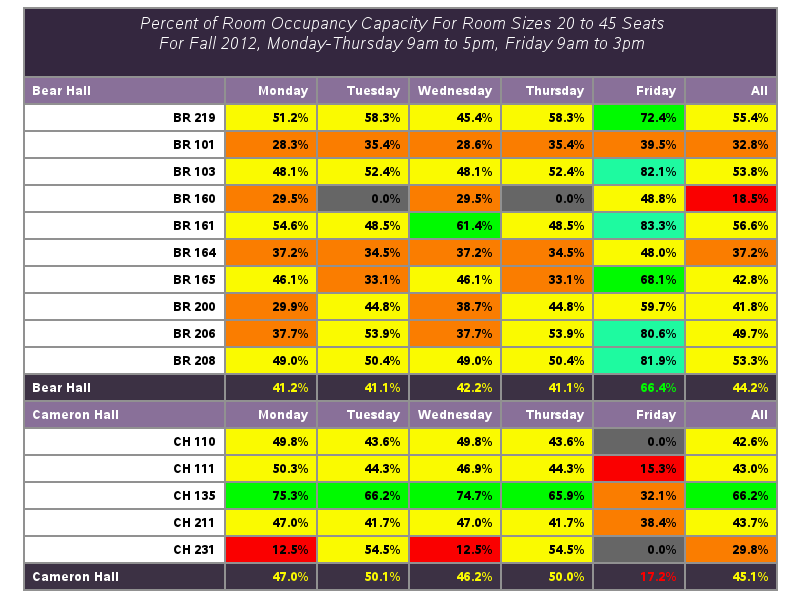 Percent of Room Occupancy Capacity For Room Sizes 20 to 45 Seats
For Fall 2012, Monday-Thursday 9am to 5pm, Friday 9am to 3pm
Bear Hall Monday Tuesday Wednesday Thursday Friday All
BR 219 51.2% 58.3% 45.4% 58.3% 72.4% 55.4%
BR 101 28.3% 35.4% 28.6% 35.4% 39.5% 32.8%
BR 103 48.1% 52.4% 48.1% 52.4% 82.1% 53.8%
BR 160 29.5% 0.0% 29.5% 0.0% 48.8% 18.5%
BR 161 54.6% 48.5% 61.4% 48.5% 83.3% 56.6%
BR 164 37.2% 34.5% 37.2% 34.5% 48.0% 37.2%
BR 165 46.1% 33.1% 46.1% 33.1% 68.1% 42.8%
BR 200 29.9% 44.8% 38.7% 44.8% 59.7% 41.8%
BR 206 37.7% 53.9% 37.7% 53.9% 80.6% 49.7%
BR 208 49.0% 50.4% 49.0% 50.4% 81.9% 53.3%
Bear Hall 41.2% 41.1% 42.2% 41.1% 66.4% 44.2%
Cameron Hall Monday Tuesday Wednesday Thursday Friday All
CH 110 49.8% 43.6% 49.8% 43.6% 0.0% 42.6%
CH 111 50.3% 44.3% 46.9% 44.3% 15.3% 43.0%
CH 135 75.3% 66.2% 74.7% 65.9% 32.1% 66.2%
CH 211 47.0% 41.7% 47.0% 41.7% 38.4% 43.7%
CH 231 12.5% 54.5% 12.5% 54.5% 0.0% 29.8%
Cameron Hall 47.0% 50.1% 46.2% 50.0% 17.2% 45.1%